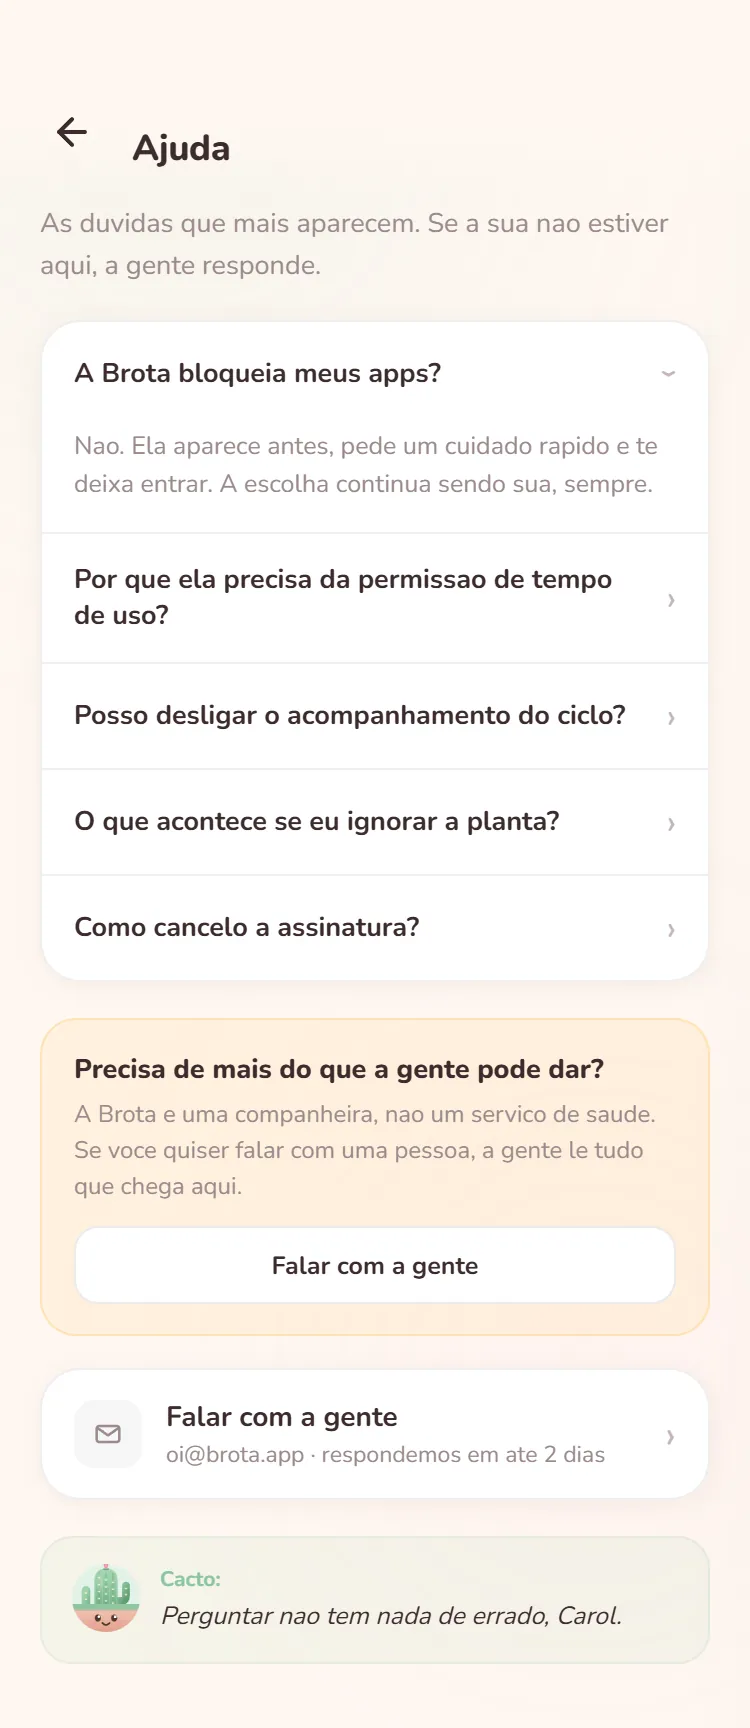 Ajuda
As duvidas que mais aparecem. Se a sua nao estiver
aqui, a gente responde.
A Brota bloqueia meus apps?
Nao. Ela aparece antes, pede um cuidado rapido e te
deixa entrar. A escolha continua sendo sua, sempre.
Por que ela precisa da permissao de tempo
de uso?
Posso desligar o acompanhamento do ciclo?
O que acontece se eu ignorar a planta?
Como cancelo a assinatura?
Precisa de mais do que a gente pode dar?
A Brota e uma companheira, nao um servico de saude.
Se voce quiser falar com uma pessoa, a gente le tudo
que chega aqui.
Falar com a gente
Falar com a gente
oi@brota.app · respondemos em ate 2 dias
Cacto:
Perguntar nao tem nada de errado, Carol.